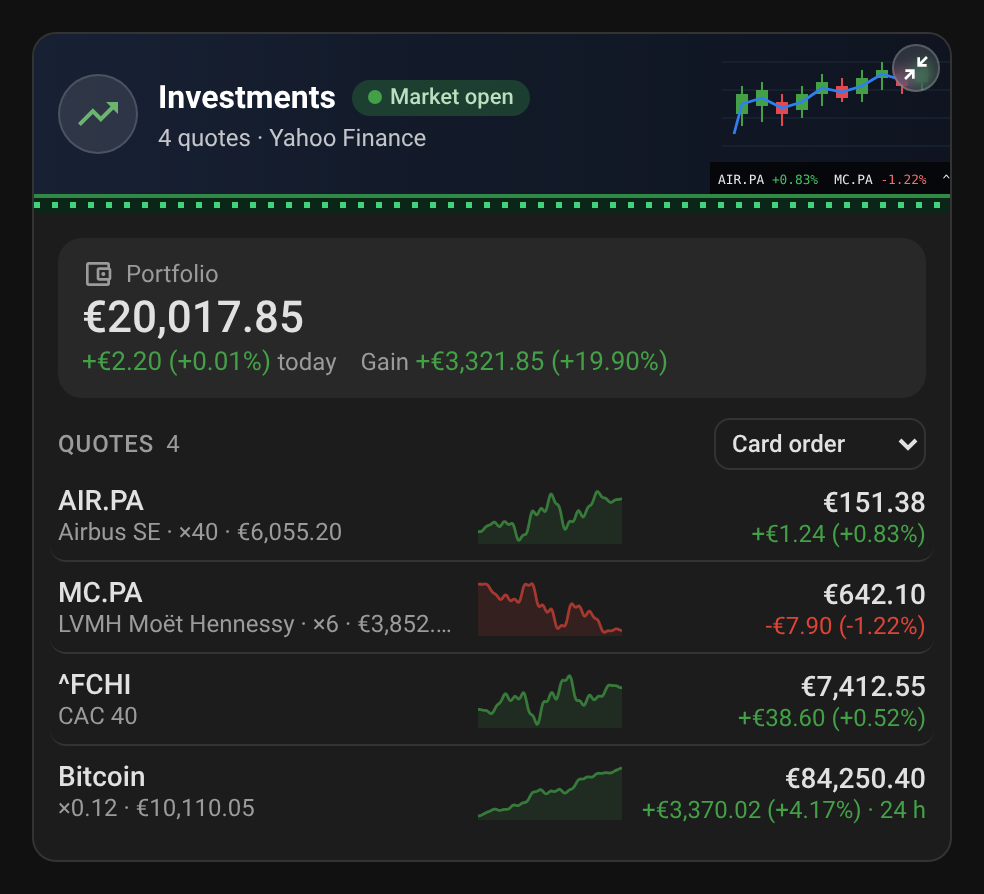 Investments
Market open
4 quotes · Yahoo Finance
AIR.PA +0.83% MC.PA -1.22% ^
Portfolio
€20,017.85
+€2.20 (+0.01%) today Gain +€3,321.85 (+19.90%)
QUOTES 4
Card order
AIR.PA
€151.38
Airbus SE · ×40 · €6,055.20
+€1.24 (+0.83%)
MC.PA
€642.10
LVMH Moët Hennessy · ×6 · €3,852.…
-€7.90 (-1.22%)
^FCHI
€7,412.55
CAC 40
+€38.60 (+0.52%)
Bitcoin
€84,250.40
×0.12 · €10,110.05
+€3,370.02 (+4.17%) · 24 h